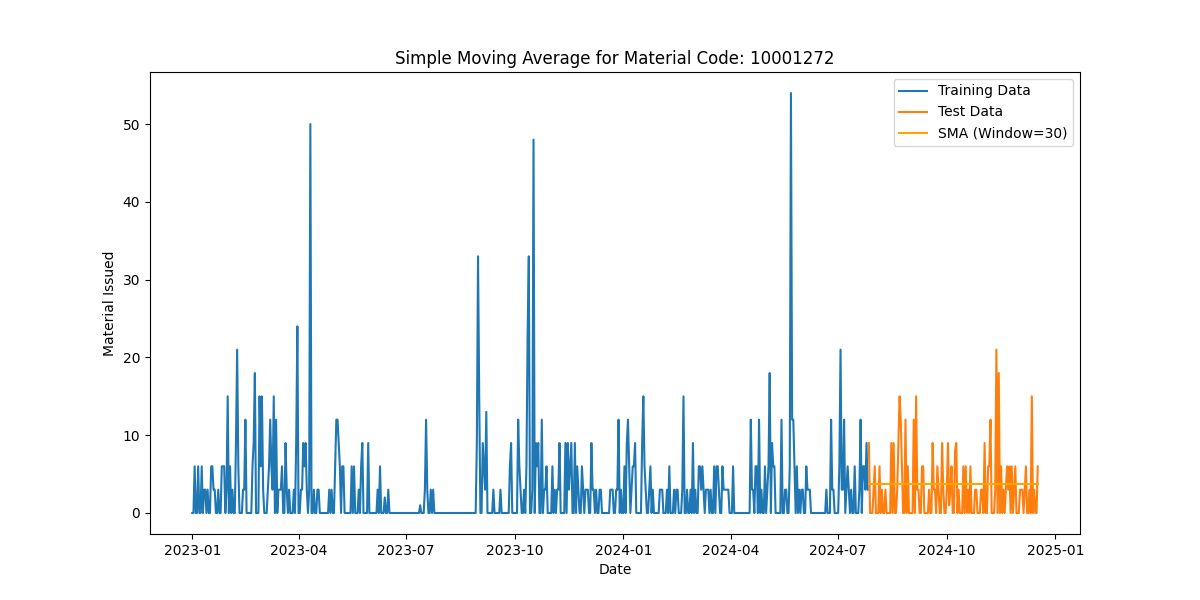 Simple Moving Average for Material Code: 10001272
Training Data
Test Data
SMA (Window=30)
Material Issued
50
40
30
20
10
0
2023-01 2023-04 2023-07 2023-10 2024-01 2024-04 2024-07 2024-10 2025-01
Date